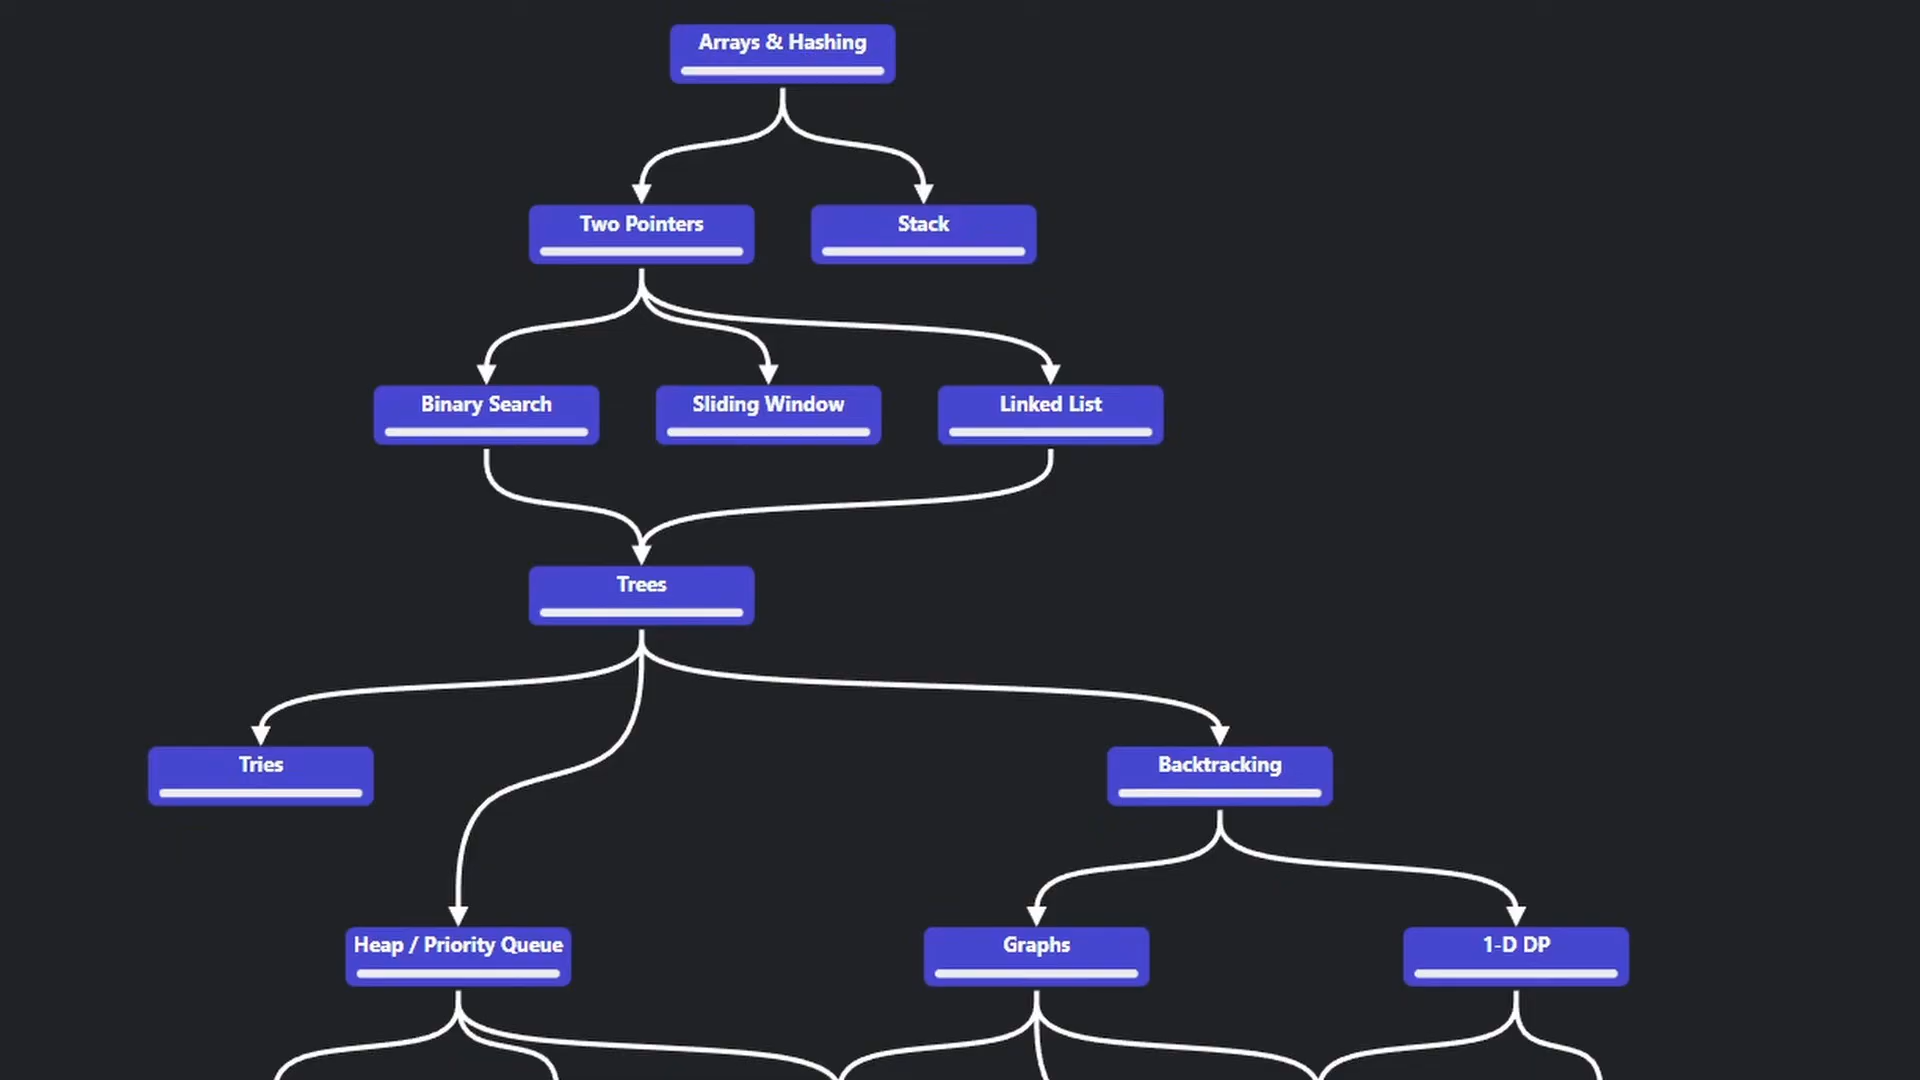 Arrays & Hashing
Two Pointers
Stack
Binary Search
Sliding Window
Linked List
Trees
Tries
Backtracking
Heap / Priority Queue
Graphs
1-D DP